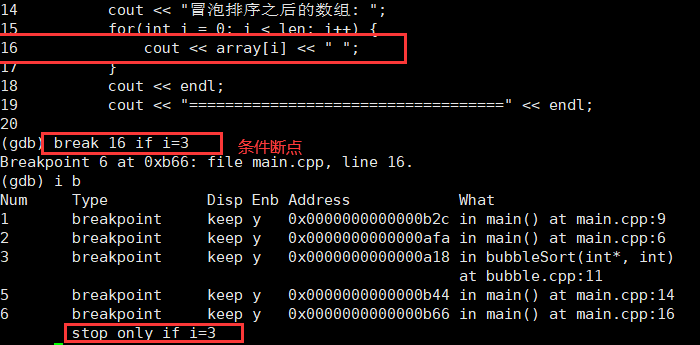 14          cout << "冒泡排序之后的数组: ";
15          for(int i = 0; i < len; i++) {
16              cout << array[i] << " ";
17          }
18          cout << endl;
19          cout << "===================================" << endl;
20
(gdb) break 16 if i=3 条件断点
Breakpoint 6 at 0xb66: file main.cpp, line 16.
(gdb) i b
Num     Type           Disp Enb Address            What
1       breakpoint     keep y   0x0000000000000b2c in main() at main.cpp:9
2       breakpoint     keep y   0x0000000000000afa in main() at main.cpp:6
3       breakpoint     keep y   0x0000000000000a18 in bubbleSort(int*, int)
                                                   at bubble.cpp:11
5       breakpoint     keep y   0x0000000000000b44 in main() at main.cpp:14
6       breakpoint     keep y   0x0000000000000b66 in main() at main.cpp:16
        stop only if i=3